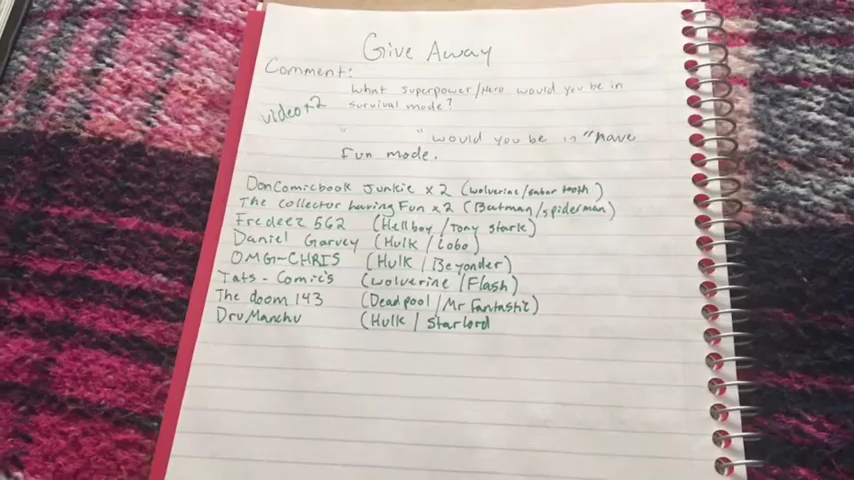 Give Away
Comment:
What superpower/Hero would you be in
survival mode?
video x2
" " would you be in "have
Fun mode.
DonComicbook Junkie x 2 (wolverine/saber tooth)
The collector having Fun x 2 (Batman/spiderman)
Fredeez 562 (Hellboy/Tony stark)
Daniel Garvey (Hulk/Lobo)
OMG-CHRIS (Hulk/Beyonder)
Tats-Comics (wolverine/Flash)
The doom 143 (Deadpool/Mr Fantastic)
DruManchu (Hulk/Starlord